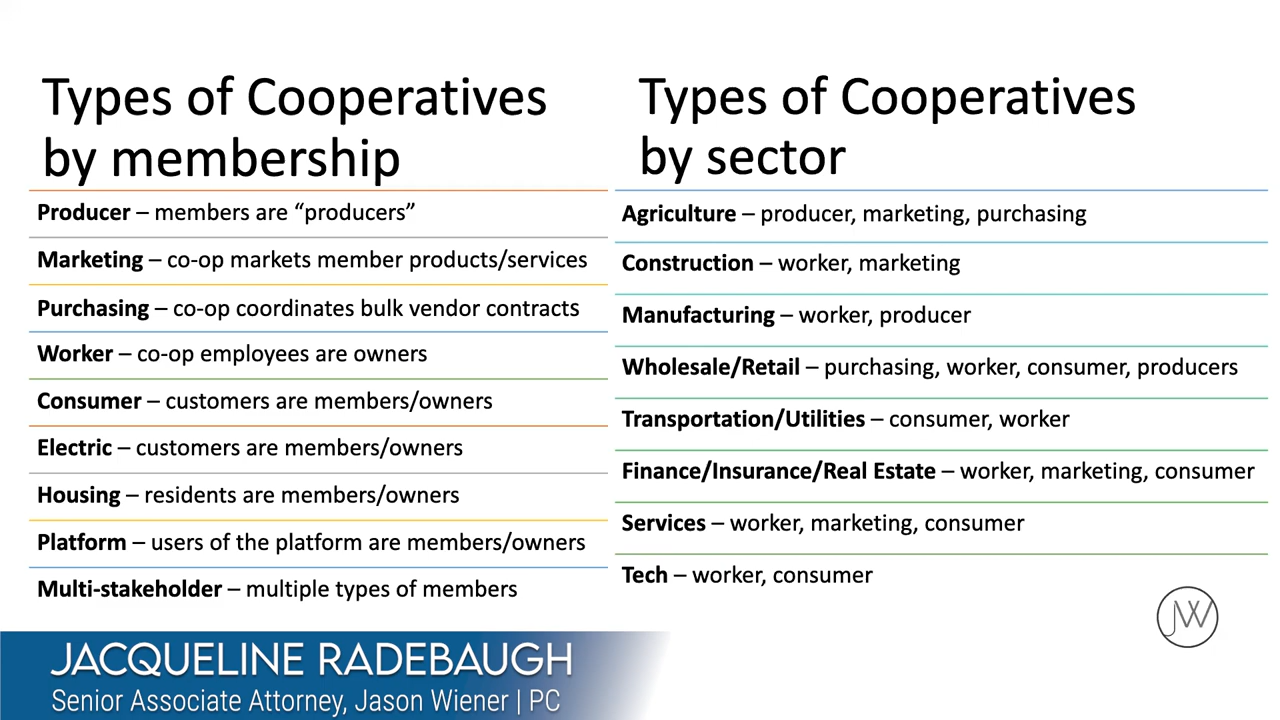 Types of Cooperatives
by membership
Producer – members are “producers”
Marketing – co-op markets member products/services
Purchasing – co-op coordinates bulk vendor contracts
Worker – co-op employees are owners
Consumer – customers are members/owners
Electric – customers are members/owners
Housing – residents are members/owners
Platform – users of the platform are members/owners
Multi-stakeholder – multiple types of members
Types of Cooperatives
by sector
Agriculture – producer, marketing, purchasing
Construction – worker, marketing
Manufacturing – worker, producer
Wholesale/Retail – purchasing, worker, consumer, producers
Transportation/Utilities – consumer, worker
Finance/Insurance/Real Estate – worker, marketing, consumer
Services – worker, marketing, consumer
Tech – worker, consumer
JW
JACQUELINE RADEBAUGH
Senior Associate Attorney, Jason Wiener | PC